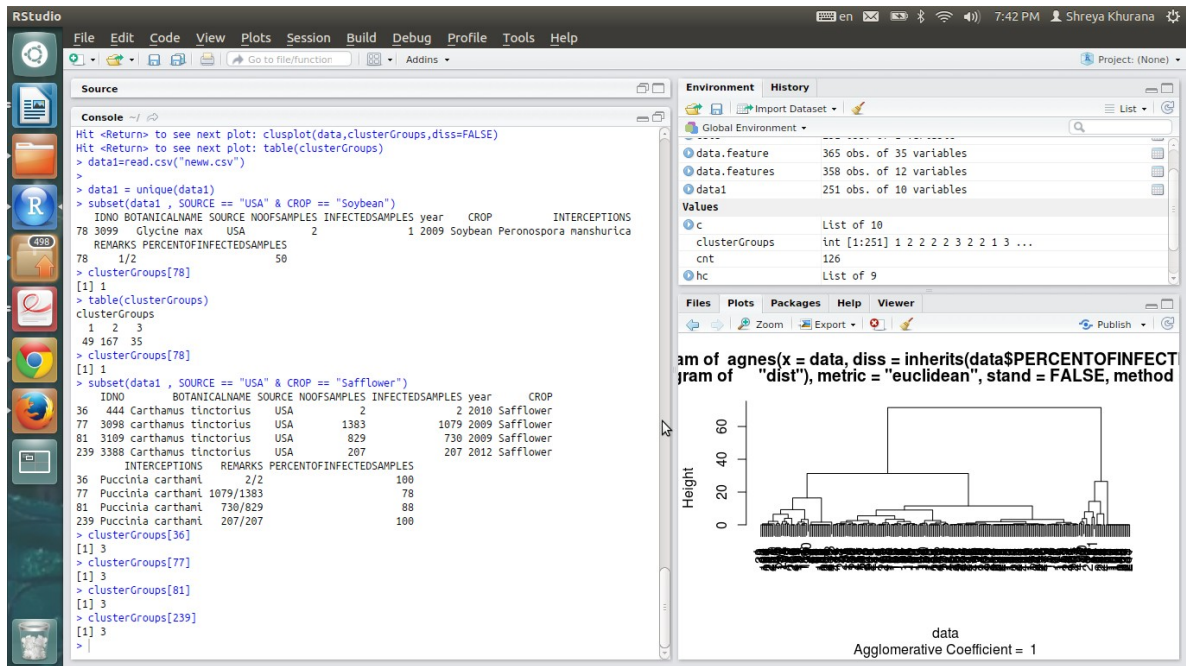 RStudio
en
7:42 PM Shreya Khurana
File Edit Code View Plots Session Build Debug Profile Tools Help
Go to file/function
Addins
Project: (None)
498
Source
Console ~/
Hit <Return> to see next plot: clusplot(data,clusterGroups,diss=FALSE)
Hit <Return> to see next plot: table(clusterGroups)
> data1=read.csv("neww.csv")
>
> data1 = unique(data1)
> subset(data1 , SOURCE == "USA" & CROP == "Soybean")
IDNO BOTANICALNAME SOURCE NOOFSAMPLES INFECTEDSAMPLES year CROP INTERCEPTIONS
78 3099 Glycine max USA 2 1 2009 Soybean Peronospora manshurica
REMARKS PERCENTOFINFECTEDSAMPLES
78 1/2 50
> clusterGroups[78]
[1] 1
> table(clusterGroups)
clusterGroups
1 2 3
49 167 35
> clusterGroups[78]
[1] 1
> subset(data1 , SOURCE == "USA" & CROP == "Safflower")
IDNO BOTANICALNAME SOURCE NOOFSAMPLES INFECTEDSAMPLES year CROP
36 444 Carthamus tinctorius USA 2 2 2010 Safflower
77 3098 carthamus tinctorius USA 1383 1079 2009 Safflower
81 3109 carthamus tinctorius USA 829 730 2009 Safflower
239 3388 Carthamus tinctorius USA 207 207 2012 Safflower
INTERCEPTIONS REMARKS PERCENTOFINFECTEDSAMPLES
36 Puccinia carthami 2/2 100
77 Puccinia carthami 1079/1383 78
81 Puccinia carthami 730/829 88
239 Puccinia carthami 207/207 100
> clusterGroups[36]
[1] 3
> clusterGroups[77]
[1] 3
> clusterGroups[81]
[1] 3
> clusterGroups[239]
[1] 3
>
Environment History
Import Dataset
List
Global Environment
data.feature 365 obs. of 35 variables
data.features 358 obs. of 12 variables
data1 251 obs. of 10 variables
Values
c List of 10
clusterGroups int [1:251] 1 2 2 2 2 3 2 2 1 3 ...
cnt 126
hc List of 9
Files Plots Packages Help Viewer
Zoom Export Publish
am of agnes(x = data, diss = inherits(data$PERCENTOFINFECT
gram of "dist"), metric = "euclidean", stand = FALSE, method
Height
60
40
20
0
data
Agglomerative Coefficient = 1